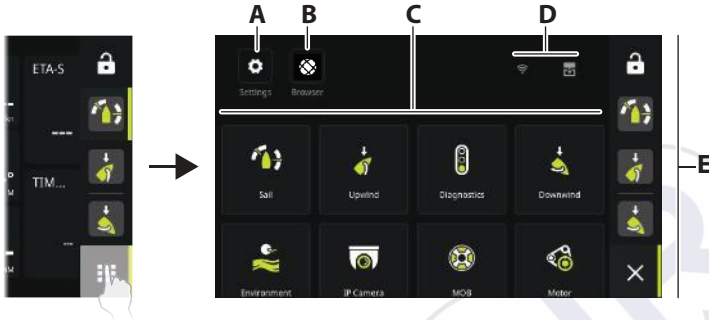 A B C D
ETA-S
---
TIM...
--
Settings Browser
E
Sail Upwind Diagnostics Downwind
Environment IP Camera MOB Motor